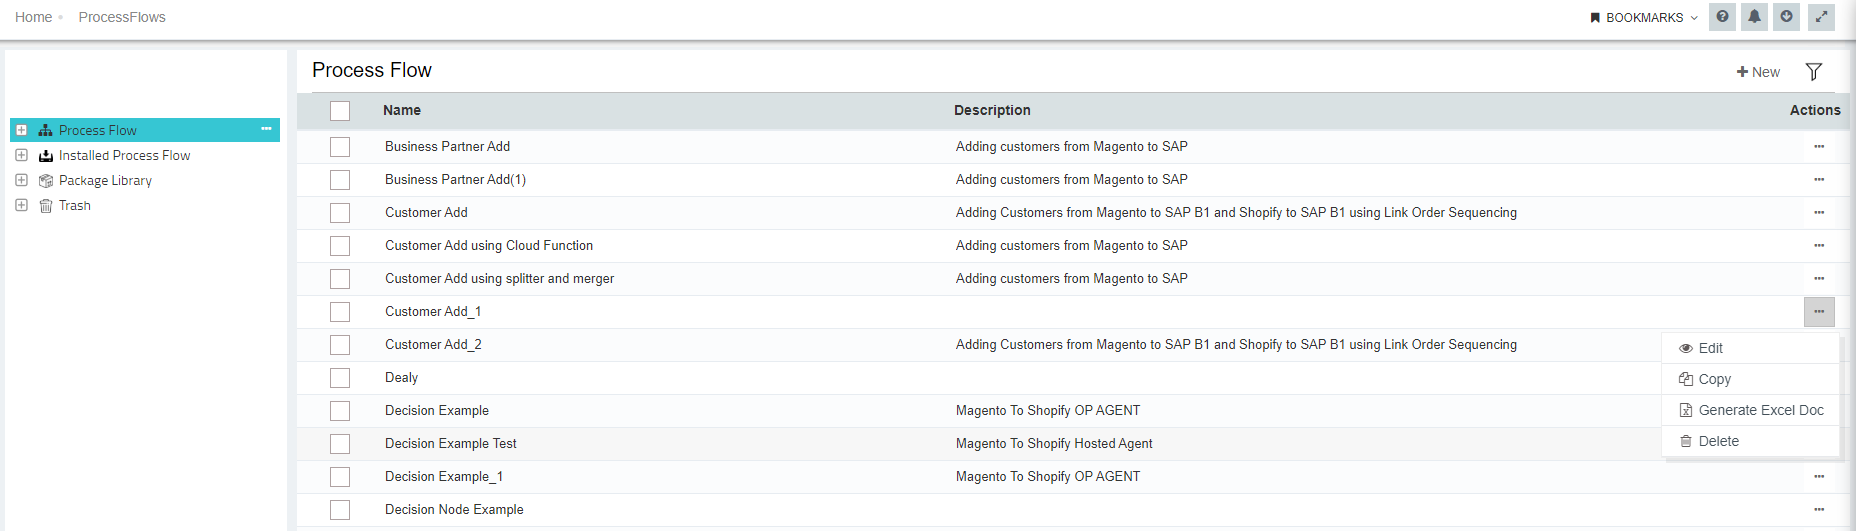 Home • ProcessFlows
BOOKMARKS
Process Flow
Installed Process Flow
Package Library
Trash
Process Flow
New
Name Description Actions
Business Partner Add Adding customers from Magento to SAP
Business Partner Add(1) Adding customers from Magento to SAP
Customer Add Adding Customers from Magento to SAP B1 and Shopify to SAP B1 using Link Order Sequencing
Customer Add using Cloud Function Adding customers from Magento to SAP
Customer Add using splitter and merger Adding customers from Magento to SAP
Customer Add_1
Customer Add_2 Adding Customers from Magento to SAP B1 and Shopify to SAP B1 using Link Order Sequencing
Dealy
Decision Example Magento To Shopify OP AGENT
Decision Example Test Magento To Shopify Hosted Agent
Decision Example_1 Magento To Shopify OP AGENT
Decision Node Example
Edit
Copy
Generate Excel Doc
Delete